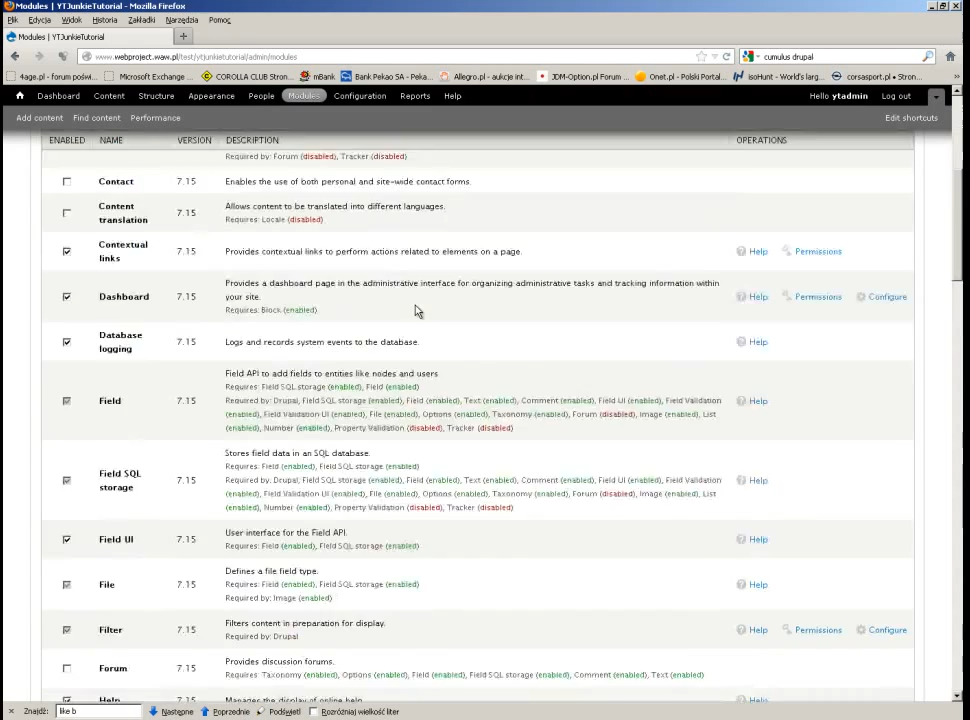 Modules | YTJunkieTutorial - Mozilla Firefox
Plik Edycja Widok Historia Zakładki Narzędzia Pomoc
Modules | YTJunkieTutorial
www.webproject.waw.pl/test/ytjunkietutorial/admin/modules
cumulus drupal
4age.pl - forum poświ... Microsoft Exchange ... COROLLA CLUB Stron... mBank Bank Pekao SA - Peka... Allegro.pl - aukcje int... JDM-Option.pl Forum ... Onet.pl - Polski Portal... isoHunt - World's larg... corsasport.pl • Stron...
Dashboard Content Structure Appearance People Modules Configuration Reports Help Hello ytadmin Log out
Add content Find content Performance Edit shortcuts
ENABLED NAME VERSION DESCRIPTION OPERATIONS
Required by: Forum (disabled), Tracker (disabled)
Contact 7.15 Enables the use of both personal and site-wide contact forms.
Content translation 7.15 Allows content to be translated into different languages.
Requires: Locale (disabled)
Contextual links 7.15 Provides contextual links to perform actions related to elements on a page. Help Permissions
Dashboard 7.15 Provides a dashboard page in the administrative interface for organizing administrative tasks and tracking information within
your site. Help Permissions Configure
Requires: Block (enabled)
Database logging 7.15 Logs and records system events to the database. Help
Field API to add fields to entities like nodes and users
Requires: Field SQL storage (enabled), Field (enabled)
Field 7.15 Required by: Drupal, Field SQL storage (enabled), Field (enabled), Text (enabled), Comment (enabled), Field UI (enabled), Field Validation Help
(enabled), Field Validation UI (enabled), File (enabled), Options (enabled), Taxonomy (enabled), Forum (disabled), Image (enabled), List
(enabled), Number (enabled), Property Validation (disabled), Tracker (disabled)
Stores field data in an SQL database.
Requires: Field (enabled), Field SQL storage (enabled)
Field SQL storage 7.15 Required by: Drupal, Field SQL storage (enabled), Field (enabled), Text (enabled), Comment (enabled), Field UI (enabled), Field Validation Help
(enabled), Field Validation UI (enabled), File (enabled), Options (enabled), Taxonomy (enabled), Forum (disabled), Image (enabled), List
(enabled), Number (enabled), Property Validation (disabled), Tracker (disabled)
Field UI 7.15 User interface for the Field API. Help
Requires: Field (enabled), Field SQL storage (enabled)
Defines a file field type.
File 7.15 Requires: Field (enabled), Field SQL storage (enabled) Help
Required by: Image (enabled)
Filter 7.15 Filters content in preparation for display. Help Permissions Configure
Required by: Drupal
Forum 7.15 Provides discussion forums.
Requires: Taxonomy (enabled), Options (enabled), Field (enabled), Field SQL storage (enabled), Comment (enabled), Text (enabled)
Help 7.15 Manages the display of online help. Help
Znajdź: like b Następne Poprzednie Podświetl Rozróżniaj wielkość liter